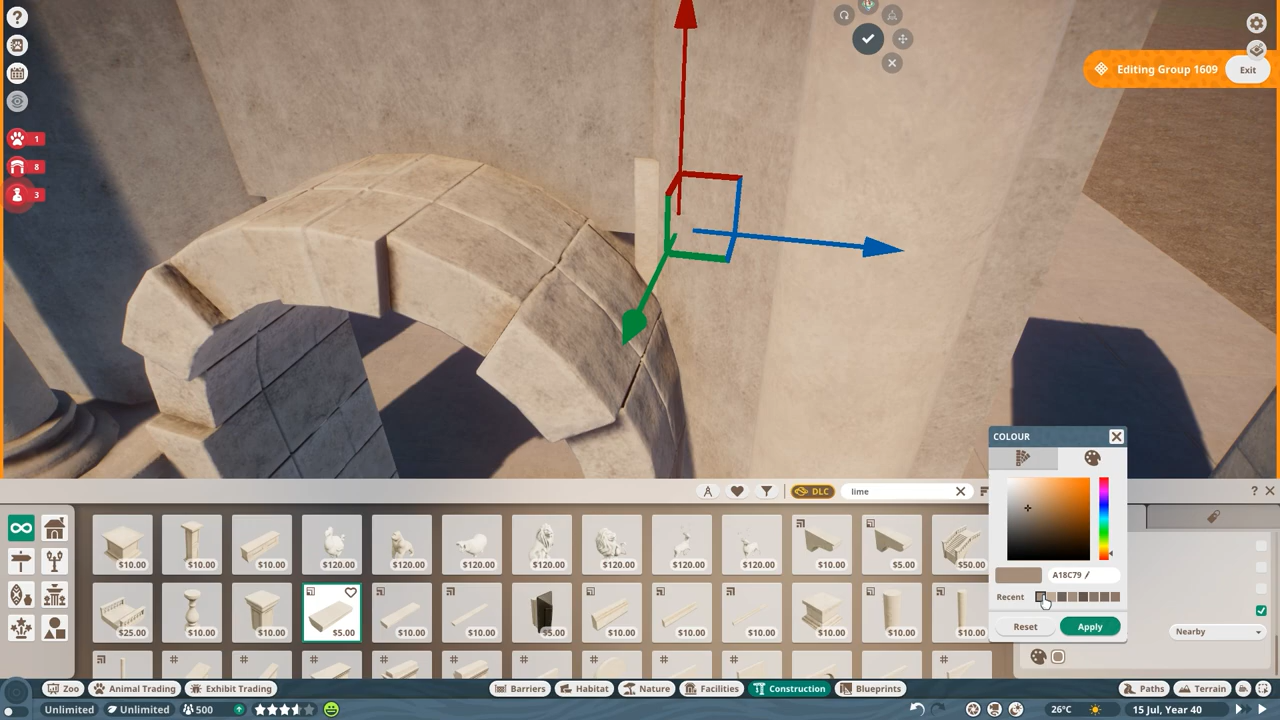 Editing Group 1609
Exit
1
8
3
DLC
lime
COLOUR
A18C79
Recent
Reset
Apply
Nearby
$10.00
$10.00
$10.00
$120.00
$120.00
$120.00
$120.00
$120.00
$120.00
$120.00
$10.00
$5.00
$50.00
$25.00
$10.00
$10.00
$5.00
$10.00
$10.00
$5.00
$10.00
$10.00
$10.00
$10.00
$10.00
$10.00
Zoo
Animal Trading
Exhibit Trading
Barriers
Habitat
Nature
Facilities
Construction
Blueprints
Paths
Terrain
Unlimited
Unlimited
500
26°C
15 Jul, Year 40